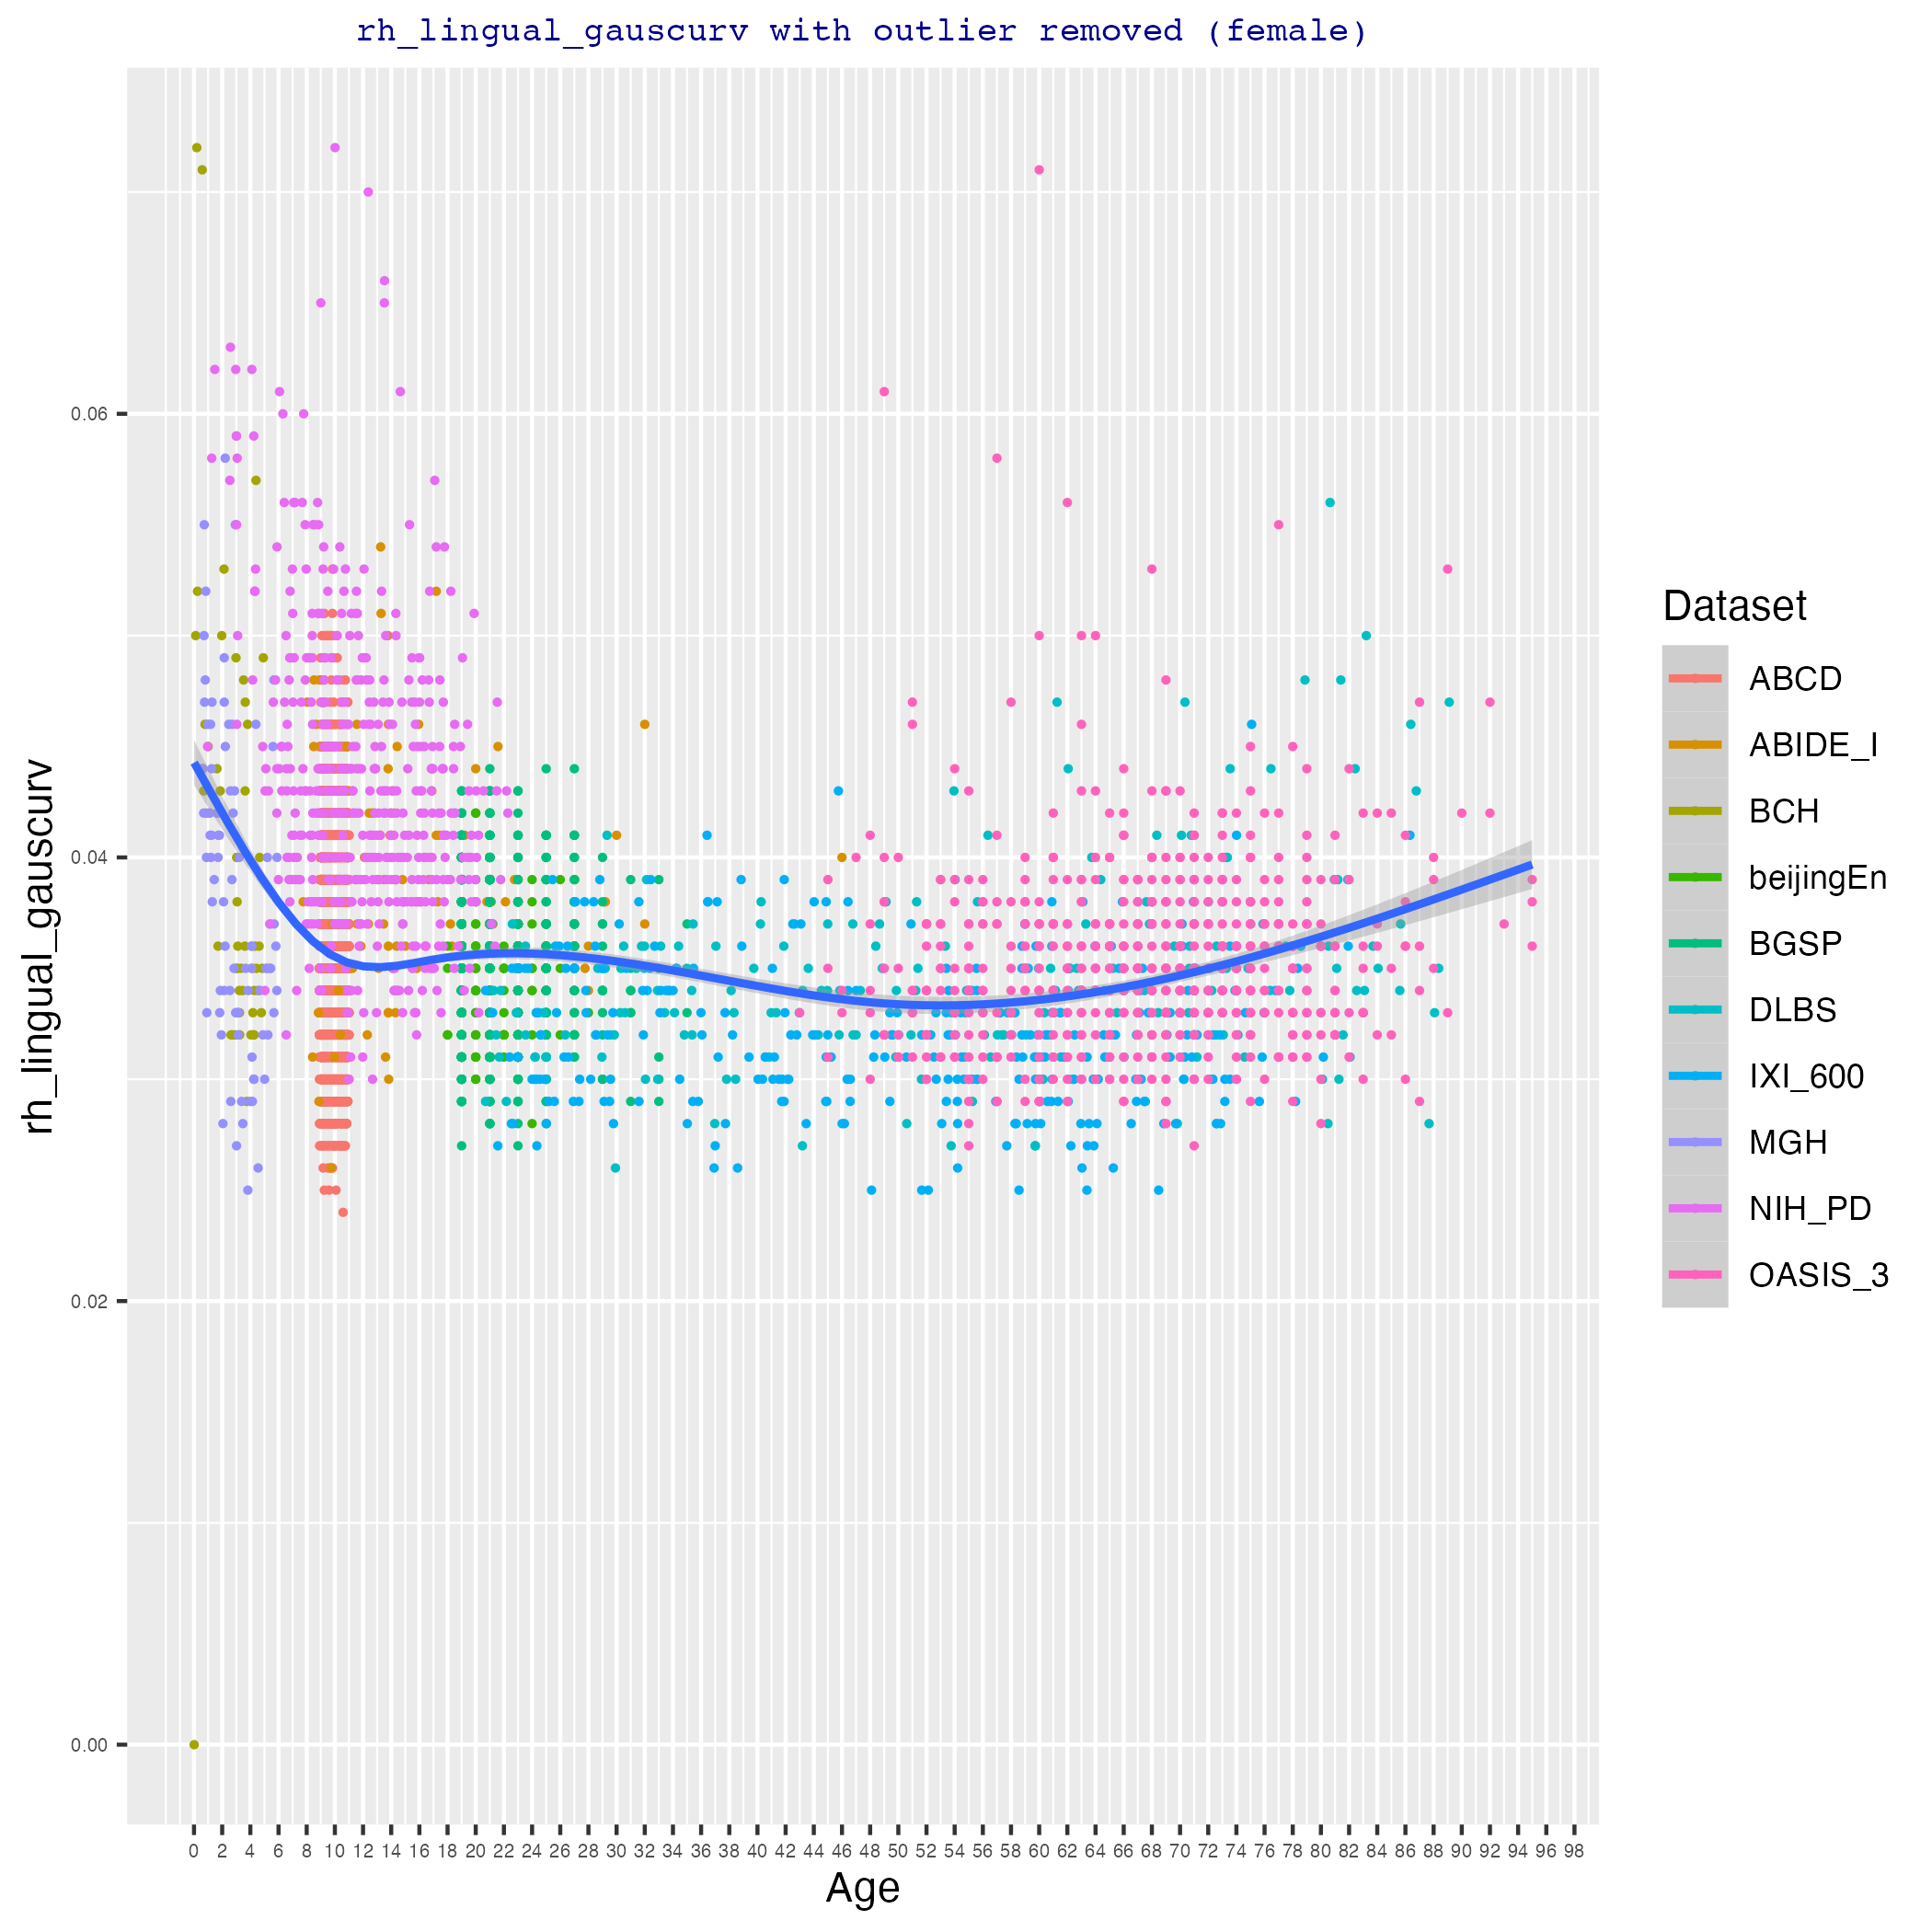 rh_lingual_gauscurv with outlier removed (female)
rh_lingual_gauscurv
0.06
0.04
0.02
0.00
0 2 4 6 8 10 12 14 16 18 20 22 24 26 28 30 32 34 36 38 40 42 44 46 48 50 52 54 56 58 60 62 64 66 68 70 72 74 76 78 80 82 84 86 88 90 92 94 96 98
Age
Dataset
ABCD
ABIDE_I
BCH
beijingEn
BGSP
DLBS
IXI_600
MGH
NIH_PD
OASIS_3